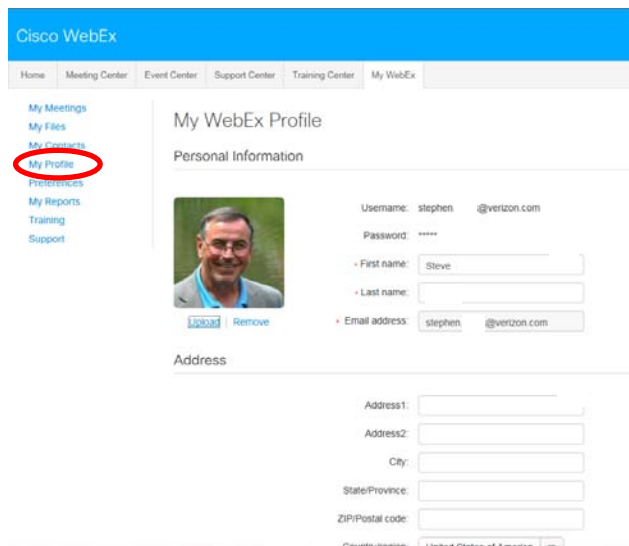 Cisco WebEx
Home Meeting Center Event Center Support Center Training Center My WebEx
My Meetings
My Files
My Contacts
My Profile
Preferences
My Reports
Training
Support
My WebEx Profile
Personal Information
Username: stephen i@verizon.com
Password: •••••
• First name: Steve
• Last name:
Upload | Remove
• Email address: stephen @verizon.com
Address
Address1:
Address2:
City:
State/Province:
ZIP/Postal code:
Country/region: United States of America